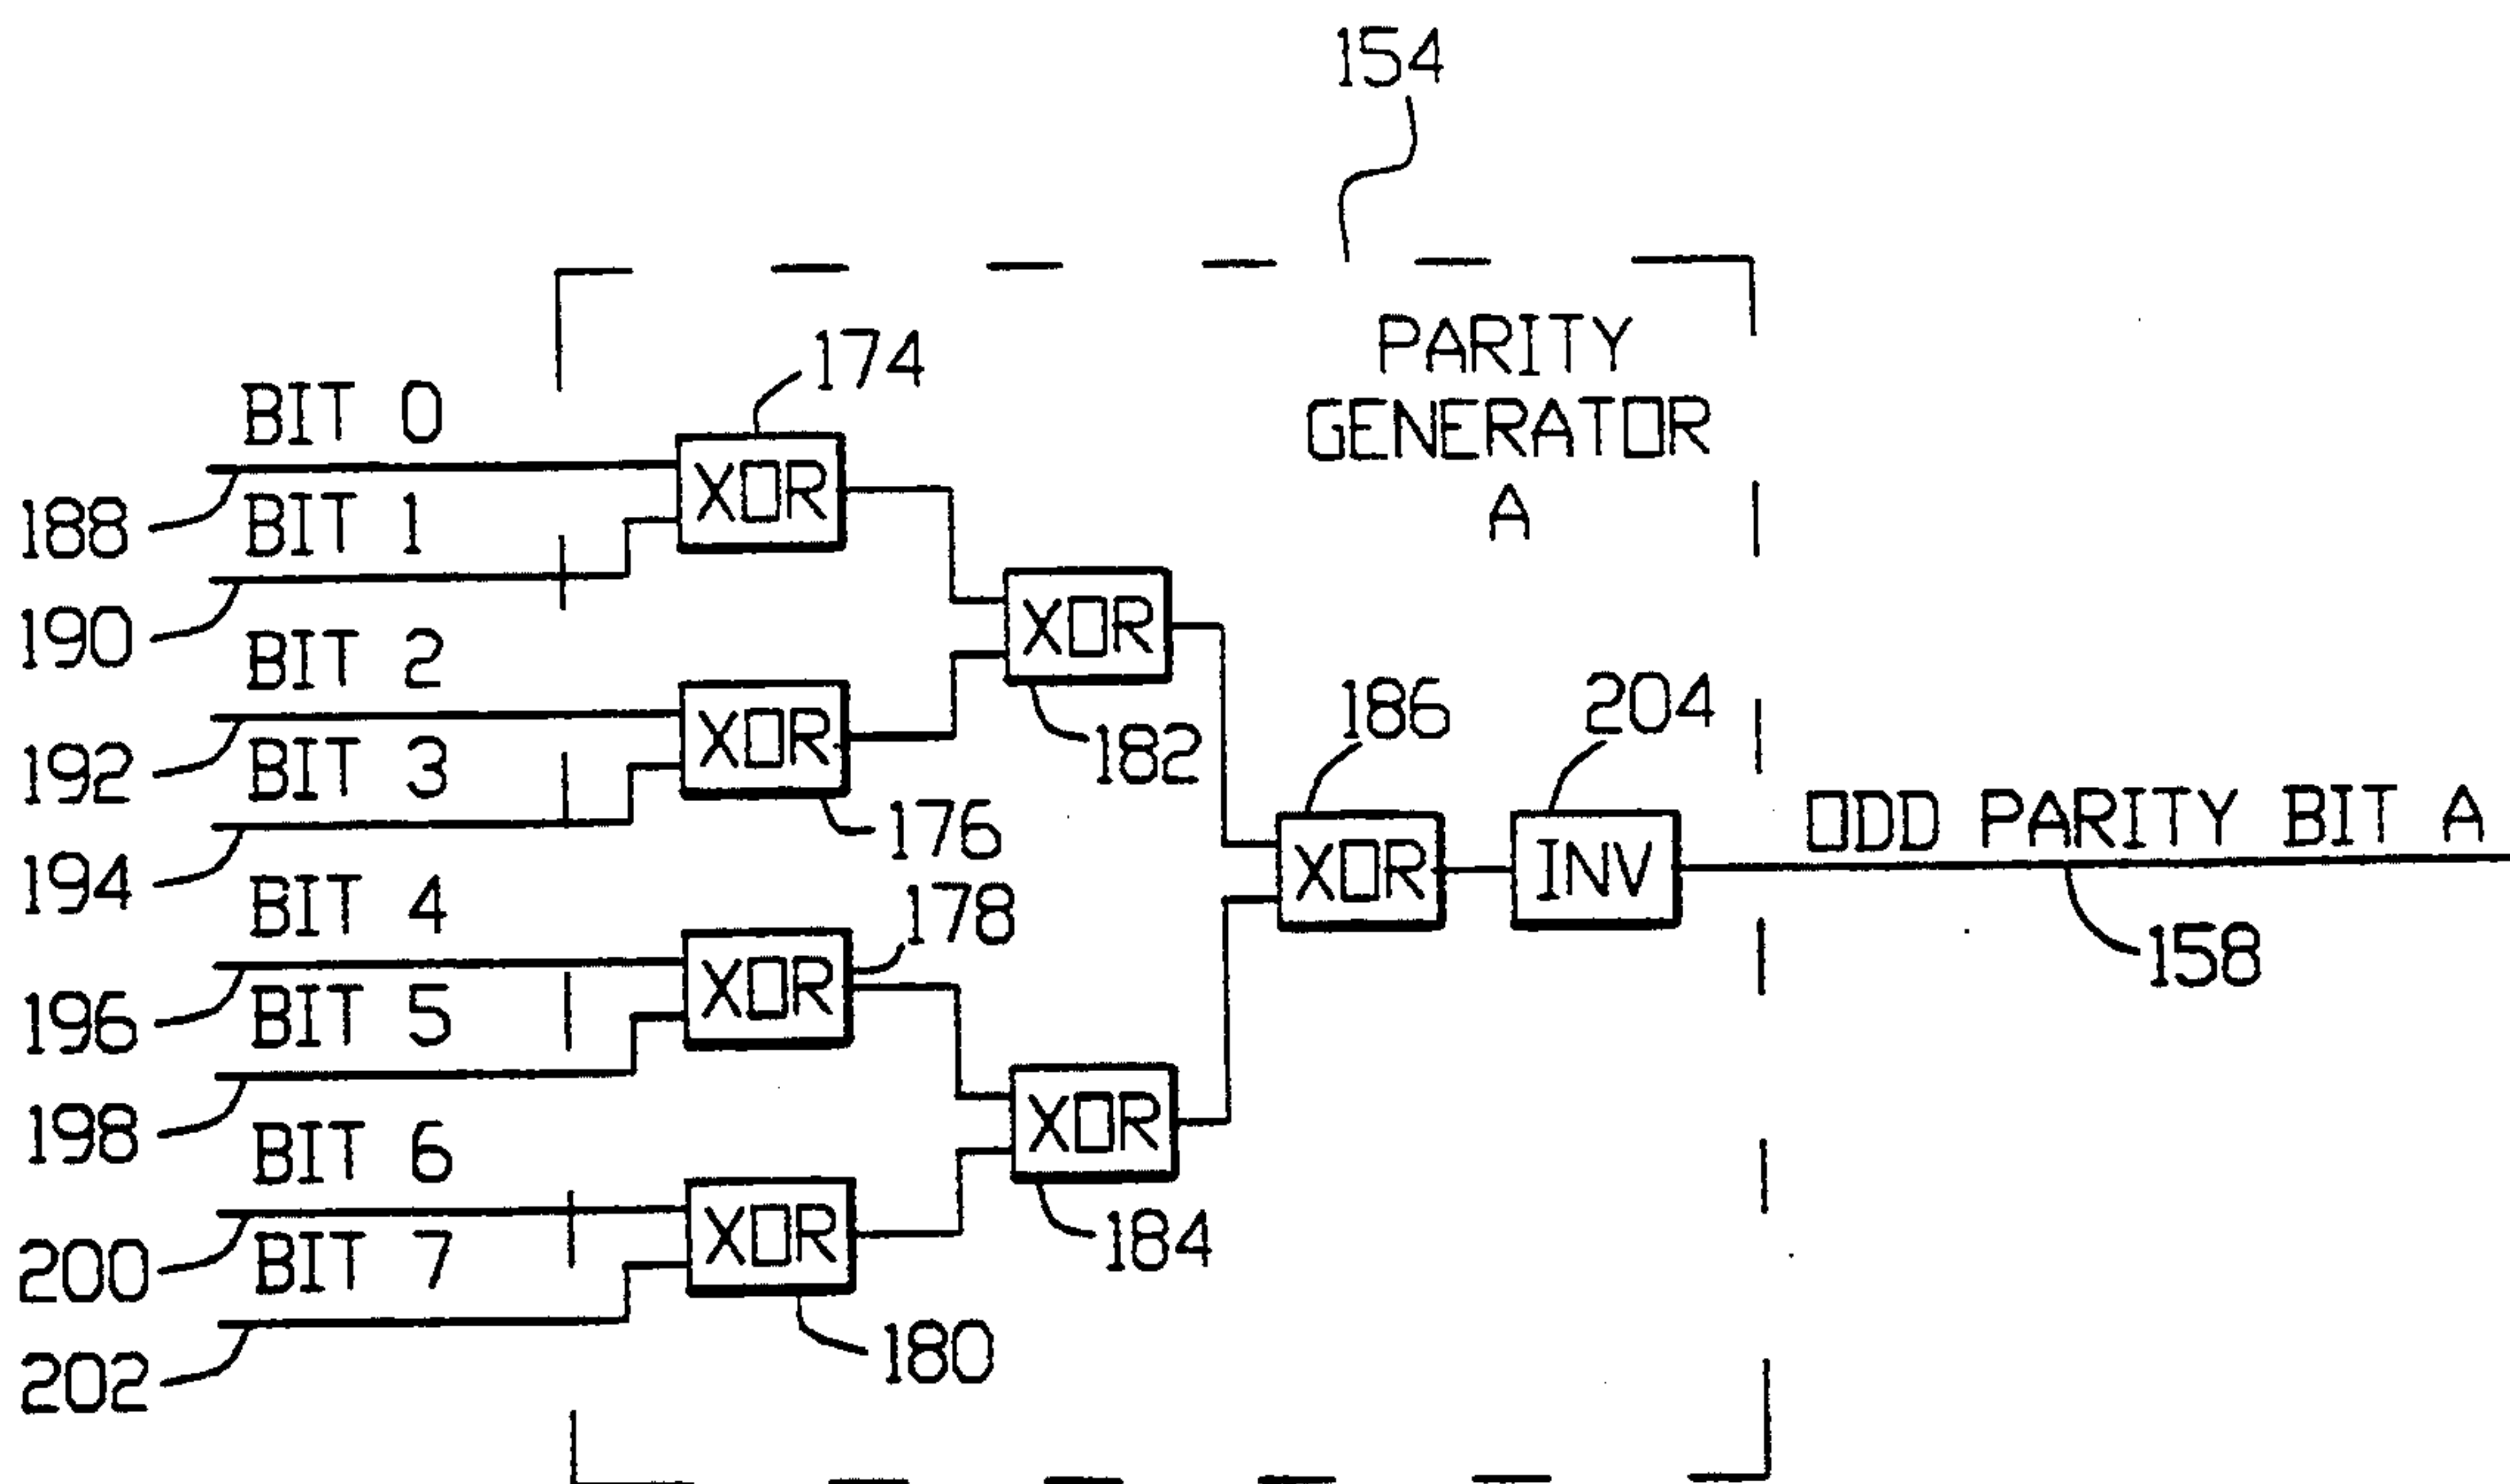 154
PARITY
GENERATOR
A
174
BIT 0
XOR
188
BIT 1
190
XOR
BIT 2
182
192
XOR
BIT 3
176
194
186
204
XOR
INV
ODD PARITY BIT A
158
BIT 4
178
196
XOR
BIT 5
198
XOR
184
BIT 6
200
XOR
BIT 7
180
202